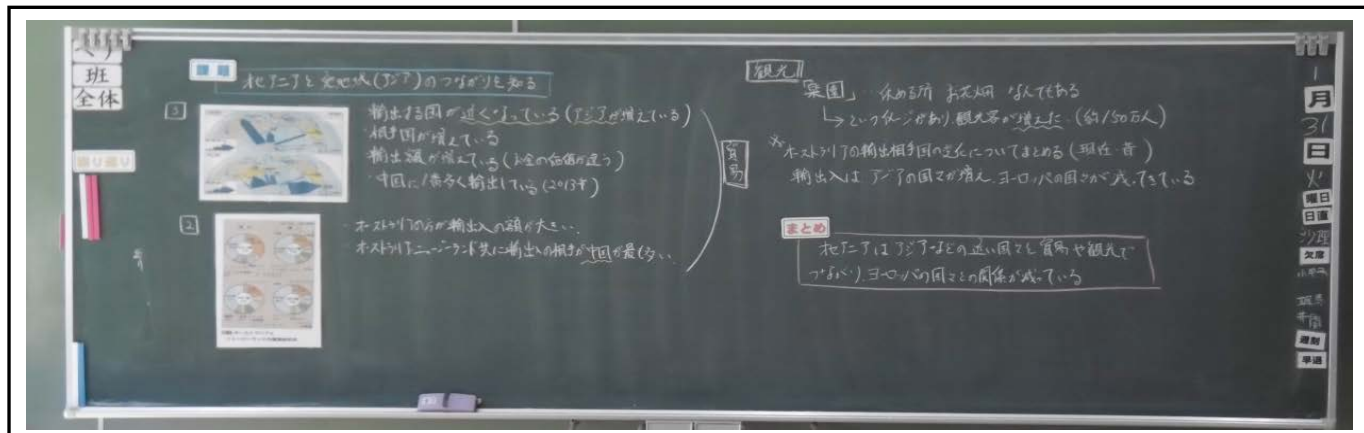 班
全体
振り返り
課題
オセアニアと他地域(アジア)のつながりを知る
3
輸出する国が近くなっている(アジアが増えている)
・相手国が増えている
輸出額が増えている(お金の価値が違う)
・中国に1番多く輸出している(2013年)
2
・オーストラリアの方が輸出入の額が大きい
・オーストラリア、ニュージーランド共に輸出入の相手が中国が最も多い
貿易
観光
楽園」… 休める所 お花畑 なんでもある
↳というイメージがあり観光客が増えた (約150万人)
※オーストラリアの輸出相手国の変化についてまとめる(現在・昔)
輸出入は アジアの国々が増え、ヨーロッパの国々が減ってきている
まとめ
オセアニアはアジアなどの近い国々と貿易や観光で
つながり、ヨーロッパの国々との関係が減っている
1
月
31
日
火
曜日
日直
欠席
遅刻
早退